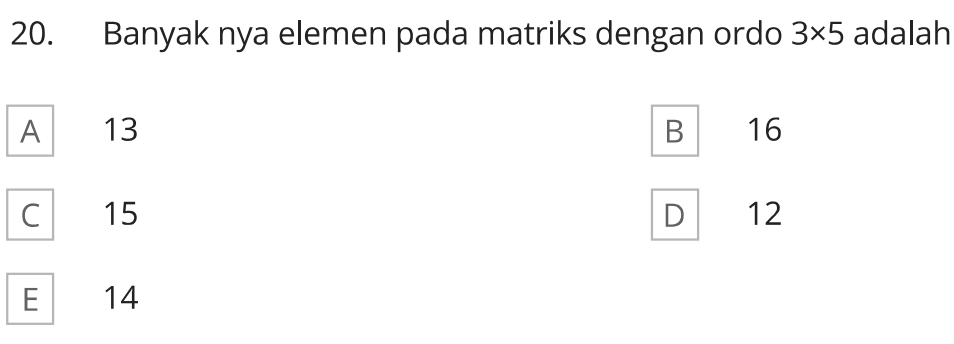 20. Banyak nya elemen pada matriks dengan ordo 3×5 adalah
A 13
B 16
C 15
D 12
E 14